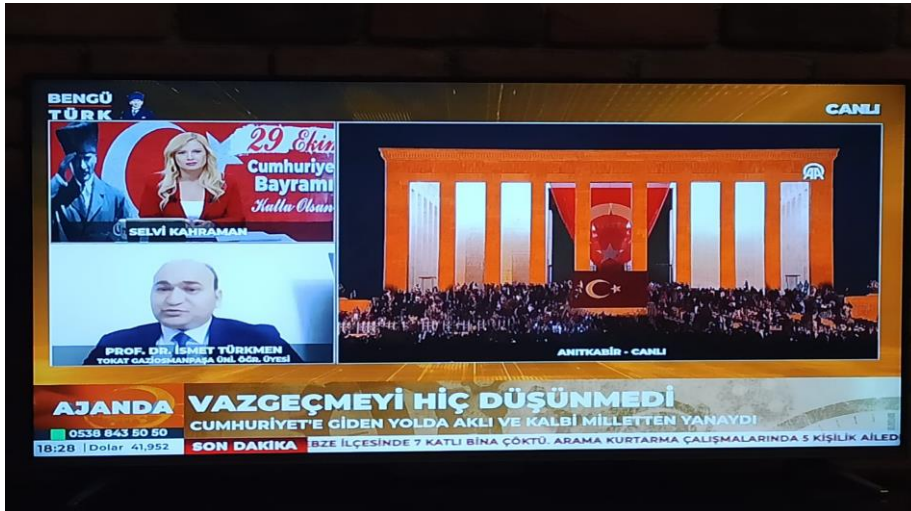 BENGÜ
TÜRK
CANLI
29 Ekim
Cumhuriye
Bayramı
Kutlu Olsun
SELVİ KAHRAMAN
AA
PROF. DR. İSMET TÜRKMEN
TOKAT GAZİOSMANPAŞA ÜNİ. ÖĞR. ÜYESİ
ANITKABİR - CANLI
AJANDA
VAZGEÇMEYİ HİÇ DÜŞÜNMEDİ
CUMHURİYET'E GİDEN YOLDA AKLI VE KALBİ MİLLETTEN YANAYDI
0538 843 50 50
18:28 Dolar 41,952
SON DAKİKA
EBZE İLÇESİNDE 7 KATLI BİNA ÇÖKTÜ. ARAMA KURTARMA ÇALIŞMALARINDA 5 KİŞİLİK AİLED